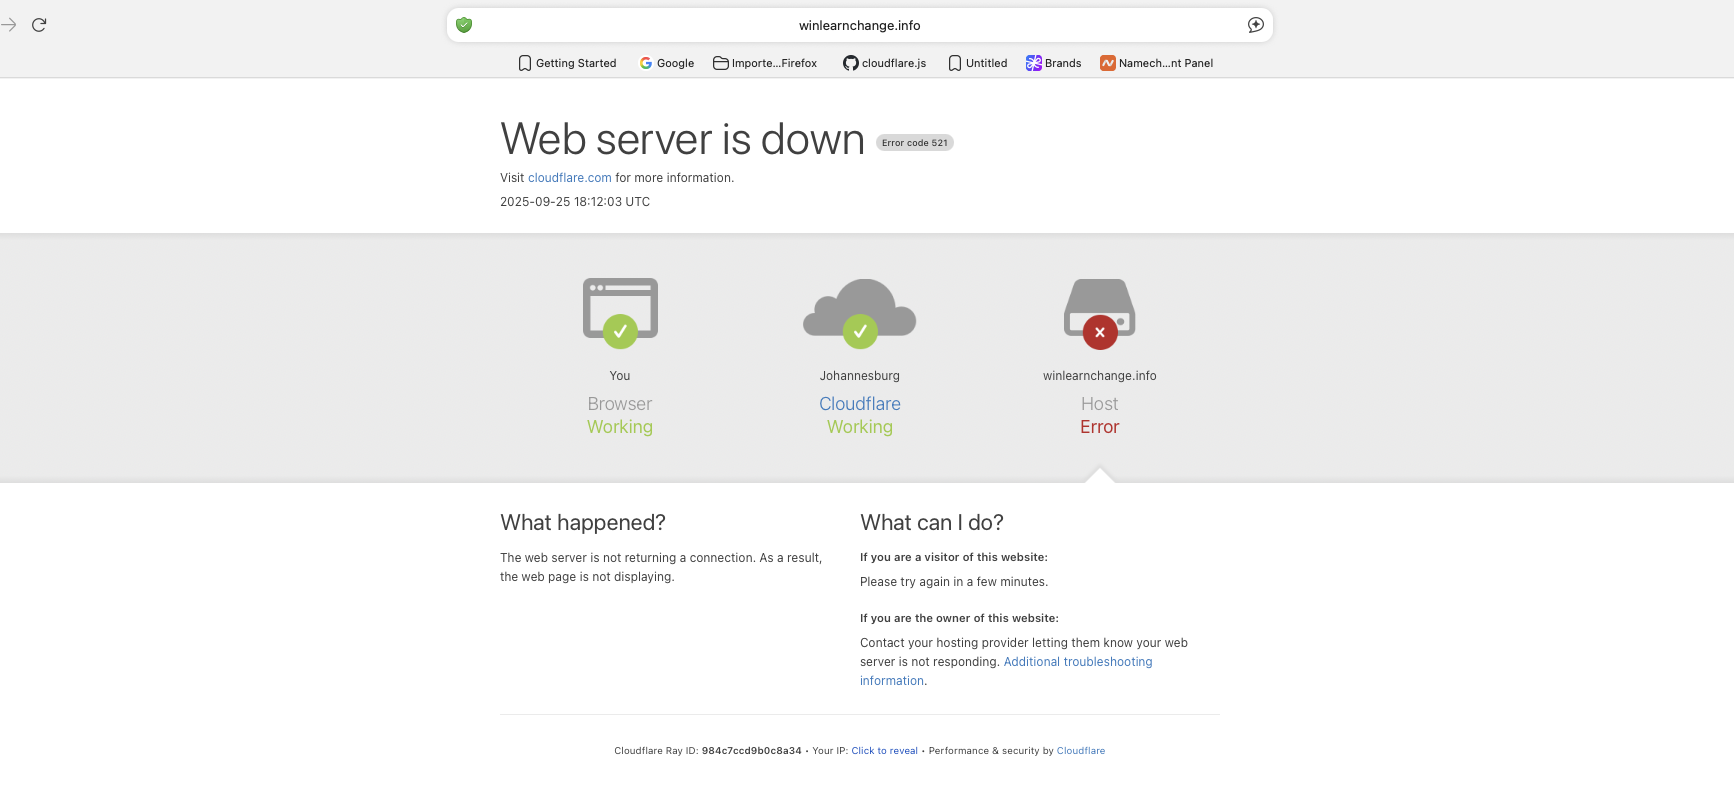 winlearnchange.info
Getting Started Google Importe...Firefox cloudflare.js Untitled Brands Namech...nt Panel
Web server is down Error code 521
Visit cloudflare.com for more information.
2025-09-25 18:12:03 UTC
You
Browser
Working
Johannesburg
Cloudflare
Working
winlearnchange.info
Host
Error
What happened?
The web server is not returning a connection. As a result,
the web page is not displaying.
What can I do?
If you are a visitor of this website:
Please try again in a few minutes.
If you are the owner of this website:
Contact your hosting provider letting them know your web
server is not responding. Additional troubleshooting
information.
Cloudflare Ray ID: 984c7ccd9b0c8a34 • Your IP: Click to reveal • Performance & security by Cloudflare